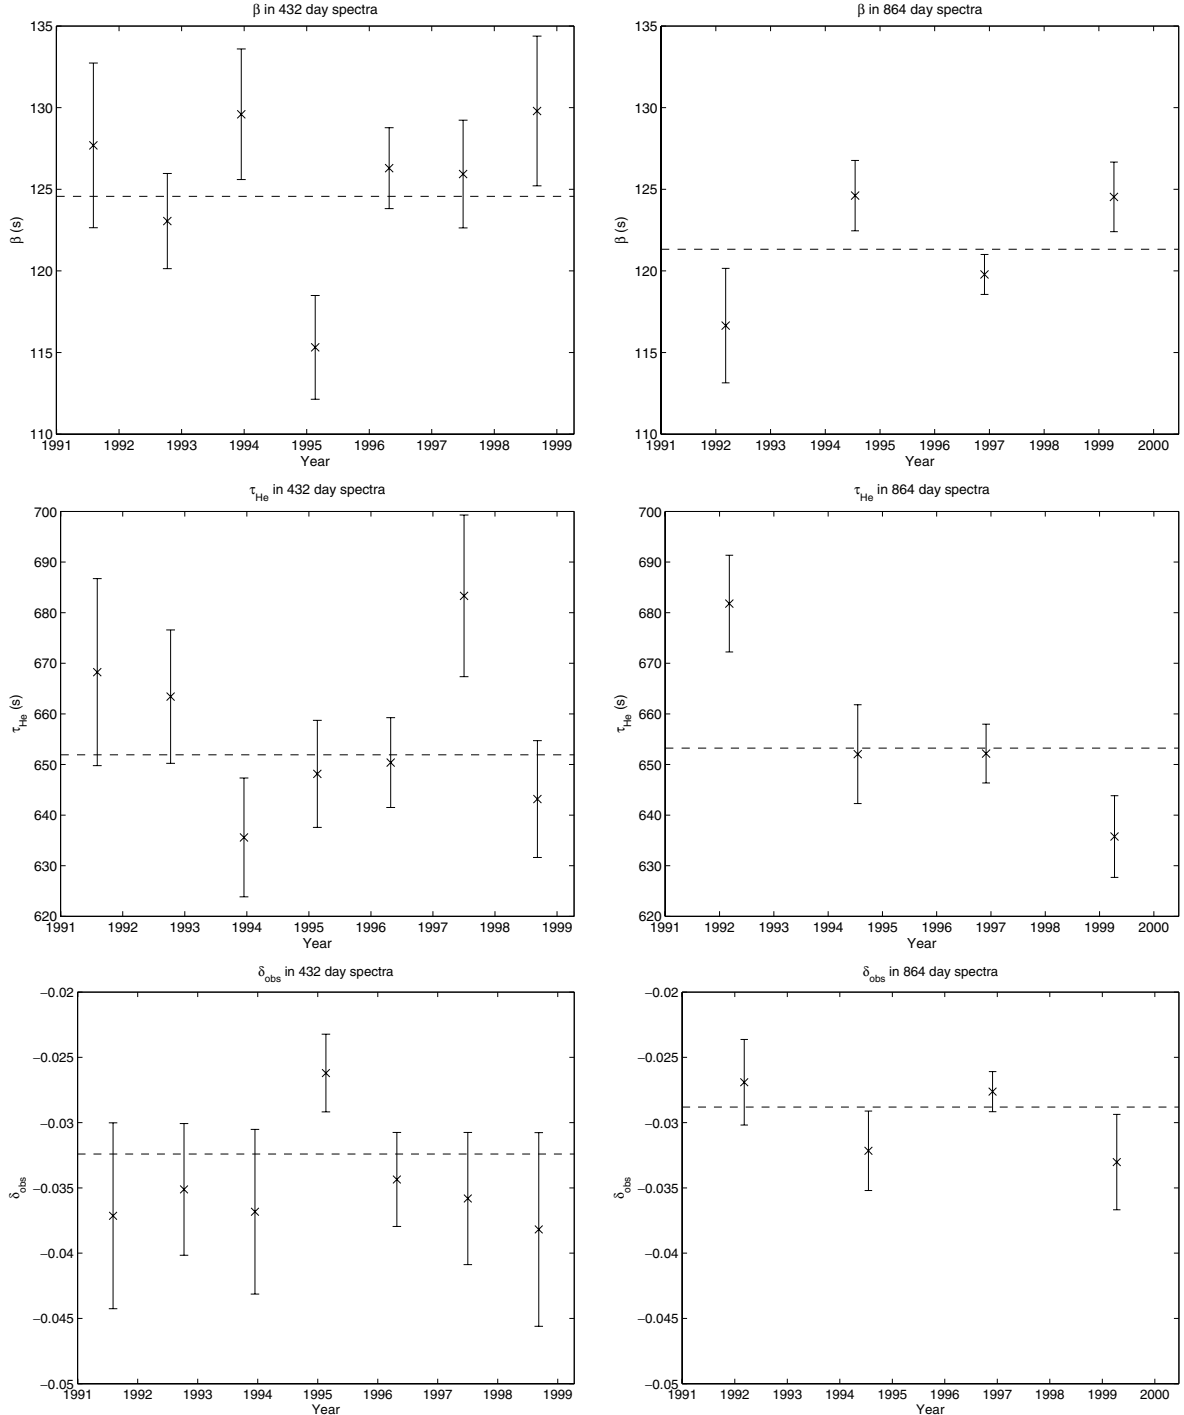 β in 432 day spectra
135
130
125
120
115
110
β (s)
1991 1992 1993 1994 1995 1996 1997 1998 1999
Year
β in 864 day spectra
135
130
125
120
115
110
β (s)
1991 1992 1993 1994 1995 1996 1997 1998 1999 2000
Year
τHe in 432 day spectra
700
690
680
670
660
650
640
630
620
τHe (s)
1991 1992 1993 1994 1995 1996 1997 1998 1999
Year
τHe in 864 day spectra
700
690
680
670
660
650
640
630
620
τHe (s)
1991 1992 1993 1994 1995 1996 1997 1998 1999 2000
Year
δobs in 432 day spectra
−0.02
−0.025
−0.03
−0.035
−0.04
−0.045
−0.05
δobs
1991 1992 1993 1994 1995 1996 1997 1998 1999
Year
δobs in 864 day spectra
−0.02
−0.025
−0.03
−0.035
−0.04
−0.045
−0.05
δobs
1991 1992 1993 1994 1995 1996 1997 1998 1999 2000
Year